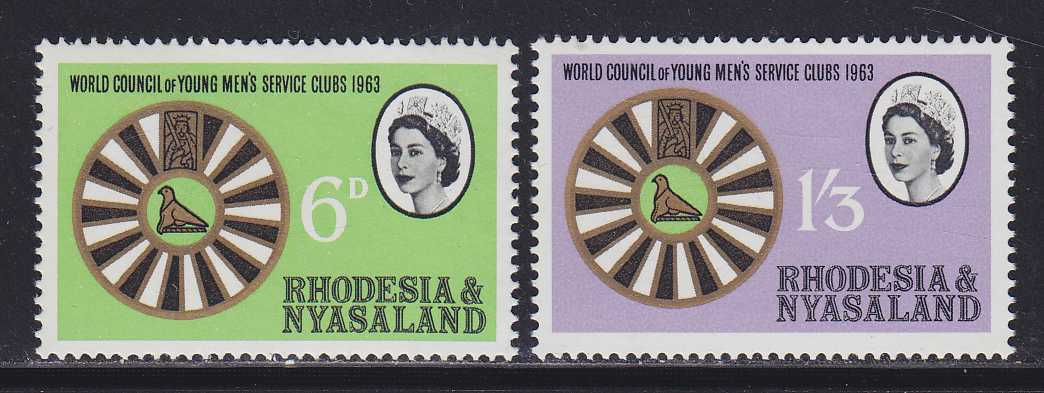 WORLD COUNCIL OF YOUNG MEN'S SERVICE CLUBS 1963
6D
RHODESIA &
NYASALAND
WORLD COUNCIL OF YOUNG MEN'S SERVICE CLUBS 1963
1/3
RHODESIA &
NYASALAND